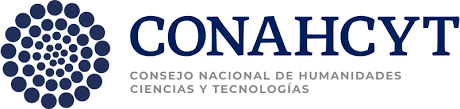 CONAHCYT
CONSEJO NACIONAL DE HUMANIDADES
CIENCIAS Y TECNOLOGÍAS